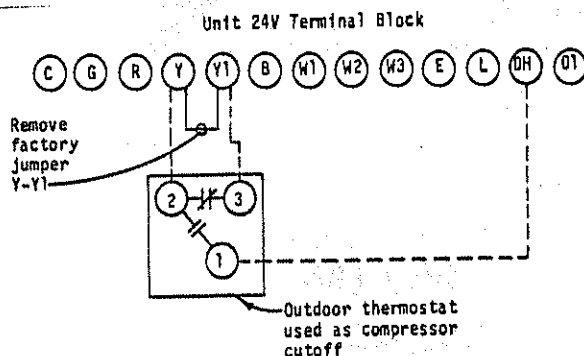 Unit 24V Terminal Block
C G R Y Y1 B W1 W2 W3 E L DH O1
Remove
factory
jumper
Y-Y1
2 3
1
Outdoor thermostat
used as compressor
cutoff